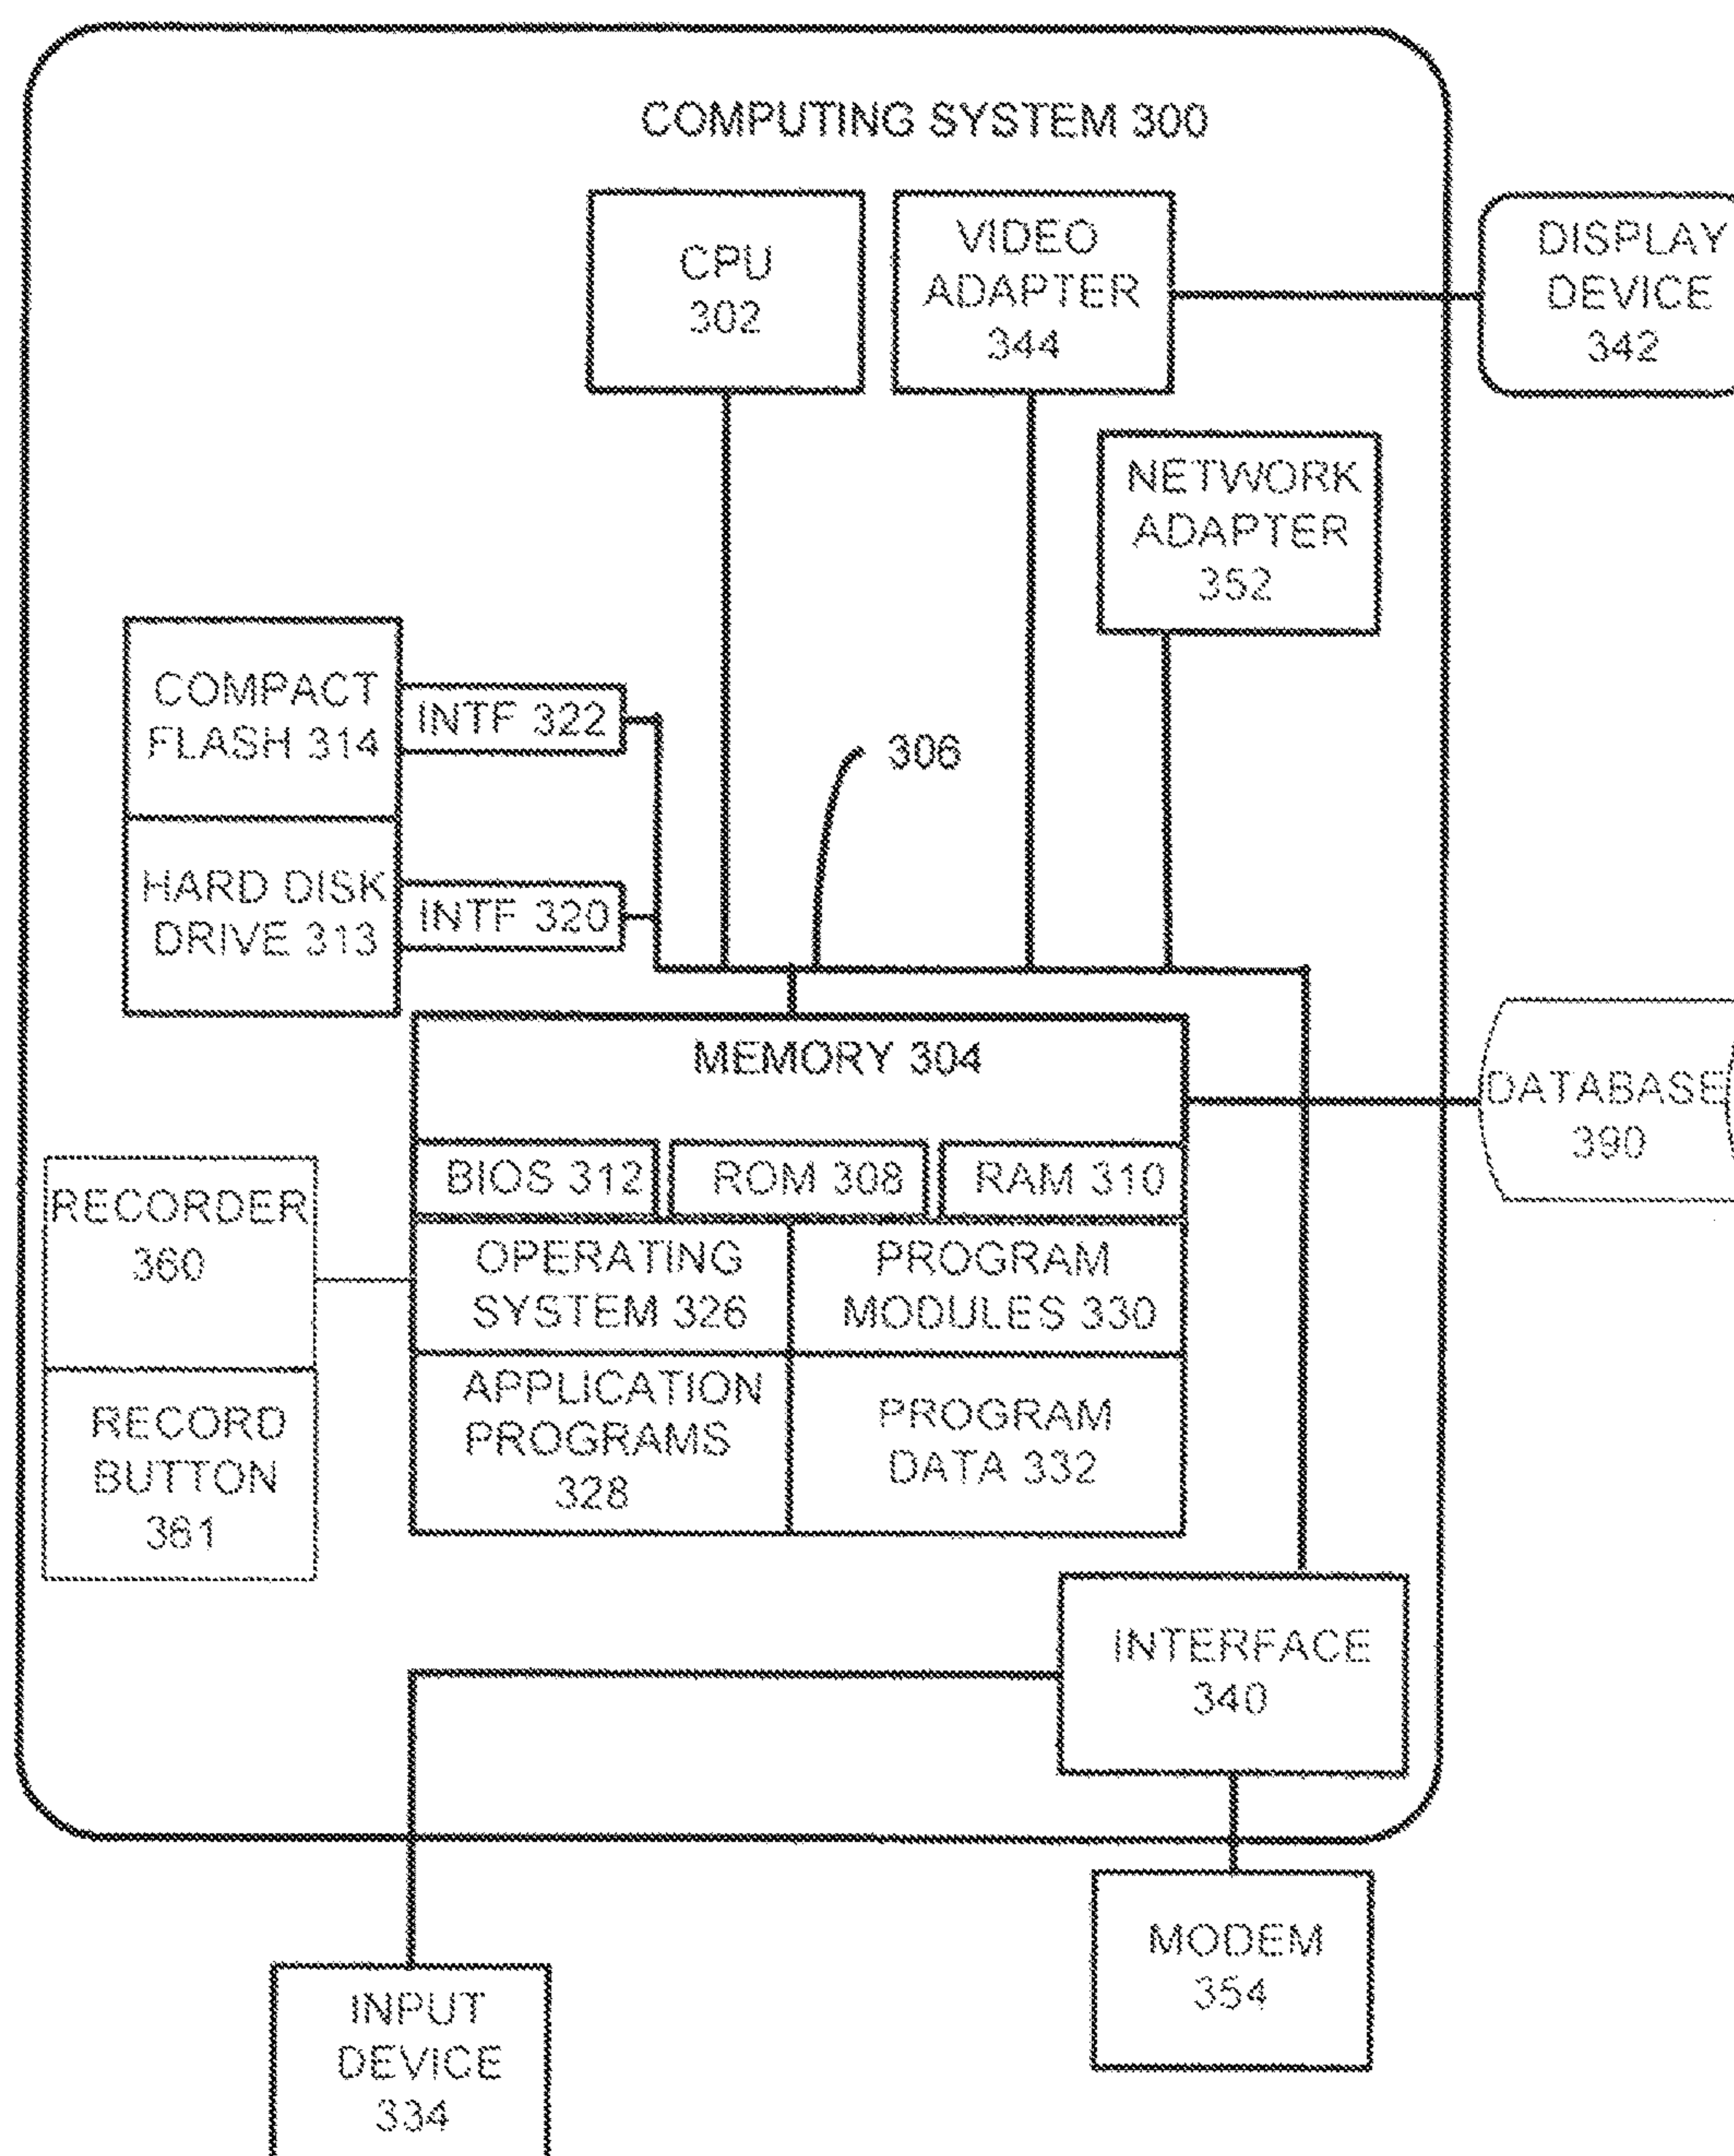 COMPUTING SYSTEM 300
CPU
302
VIDEO
ADAPTER
344
DISPLAY
DEVICE
342
NETWORK
ADAPTER
352
COMPACT
FLASH 314
INTF 322
306
HARD DISK
DRIVE 313
INTF 320
MEMORY 304
DATABASE
390
BIOS 312
ROM 308
RAM 310
RECORDER
360
OPERATING
SYSTEM 326
PROGRAM
MODULES 330
RECORD
BUTTON
361
APPLICATION
PROGRAMS
328
PROGRAM
DATA 332
INTERFACE
340
MODEM
354
INPUT
DEVICE
334